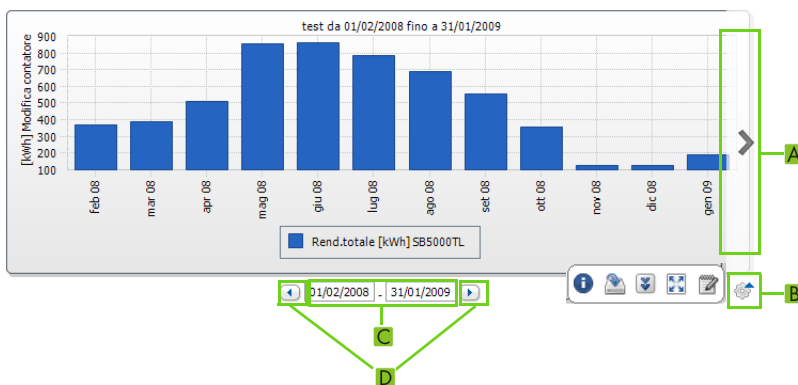 test da 01/02/2008 fino a 31/01/2009
[kWh] Modifica contatore
900
800
700
600
500
400
300
200
100
feb 08
mar 08
apr 08
mag 08
giu 08
lug 08
ago 08
set 08
ott 08
nov 08
dic 08
gen 09
Rend.totale [kWh] SB5000TL
01/02/2008 - 31/01/2009
A
B
C
D